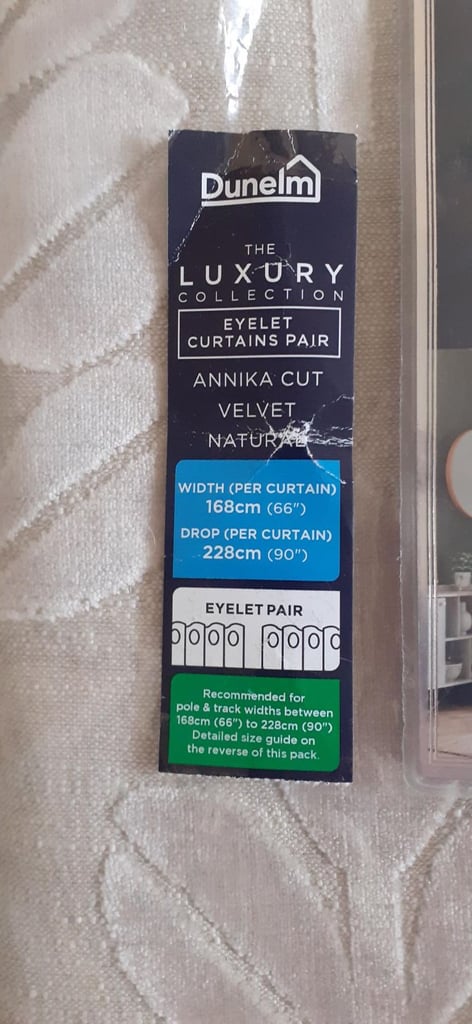 Dunelm
THE
LUXURY
COLLECTION
EYELET
CURTAINS PAIR
ANNIKA CUT
VELVET
NATURAL
WIDTH (PER CURTAIN)
168cm (66")
DROP (PER CURTAIN)
228cm (90")
EYELET PAIR
Recommended for
pole & track widths between
168cm (66") to 228cm (90")
Detailed size guide on
the reverse of this pack.